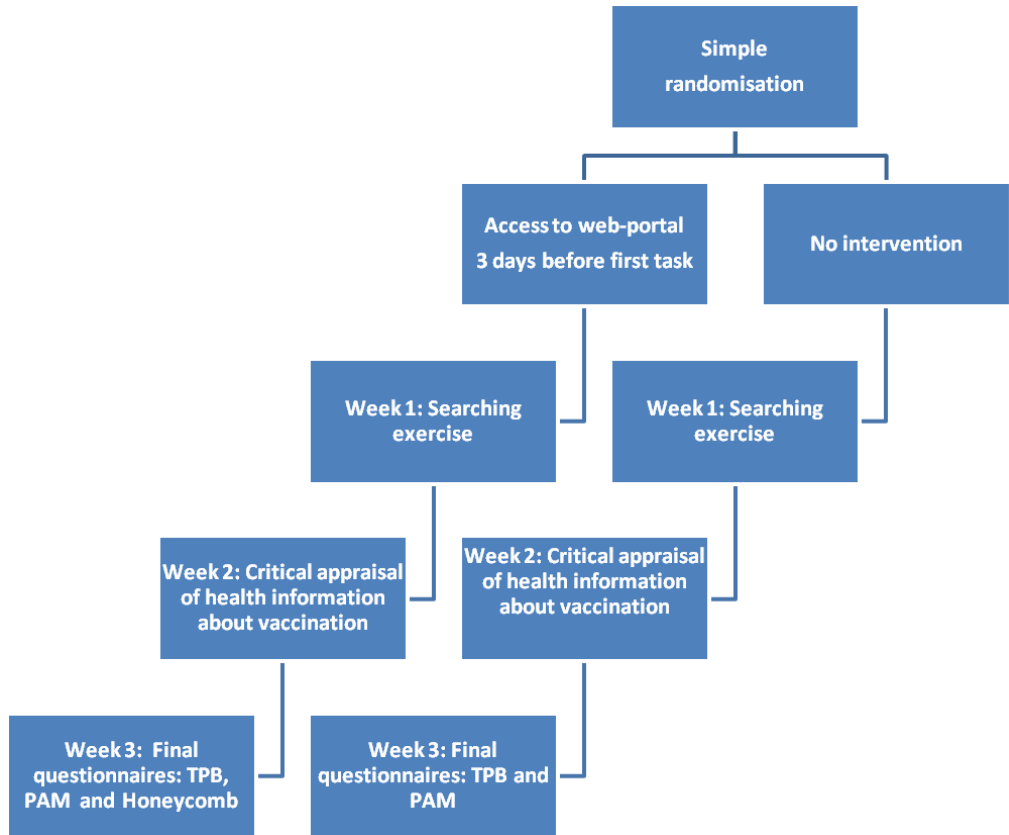 Simple
randomisation
Access to web-portal
3 days before first task
No intervention
Week 1: Searching
exercise
Week 1: Searching
exercise
Week 2: Critical appraisal
of health information
about vaccination
Week 2: Critical appraisal
of health information
about vaccination
Week 3: Final
questionnaires: TPB,
PAM and Honeycomb
Week 3: Final
questionnaires: TPB and
PAM